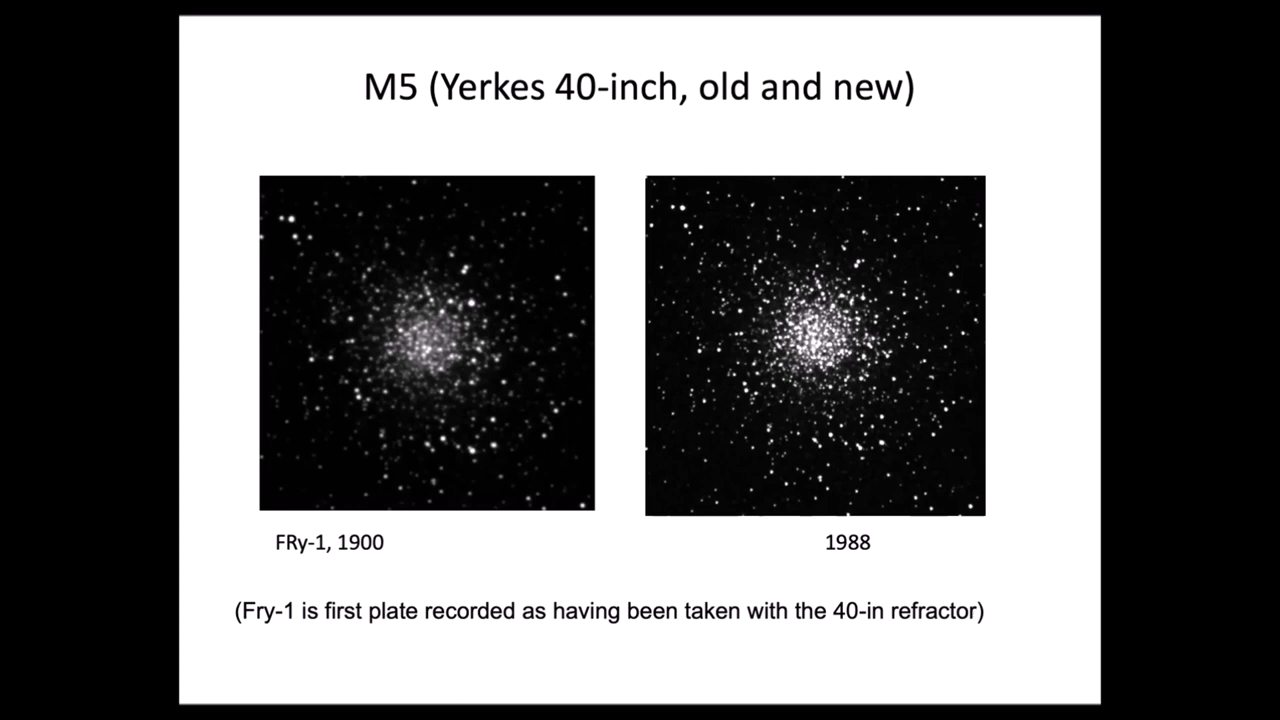 M5 (Yerkes 40-inch, old and new)
FRy-1, 1900
1988
(Fry-1 is first plate recorded as having been taken with the 40-in refractor)